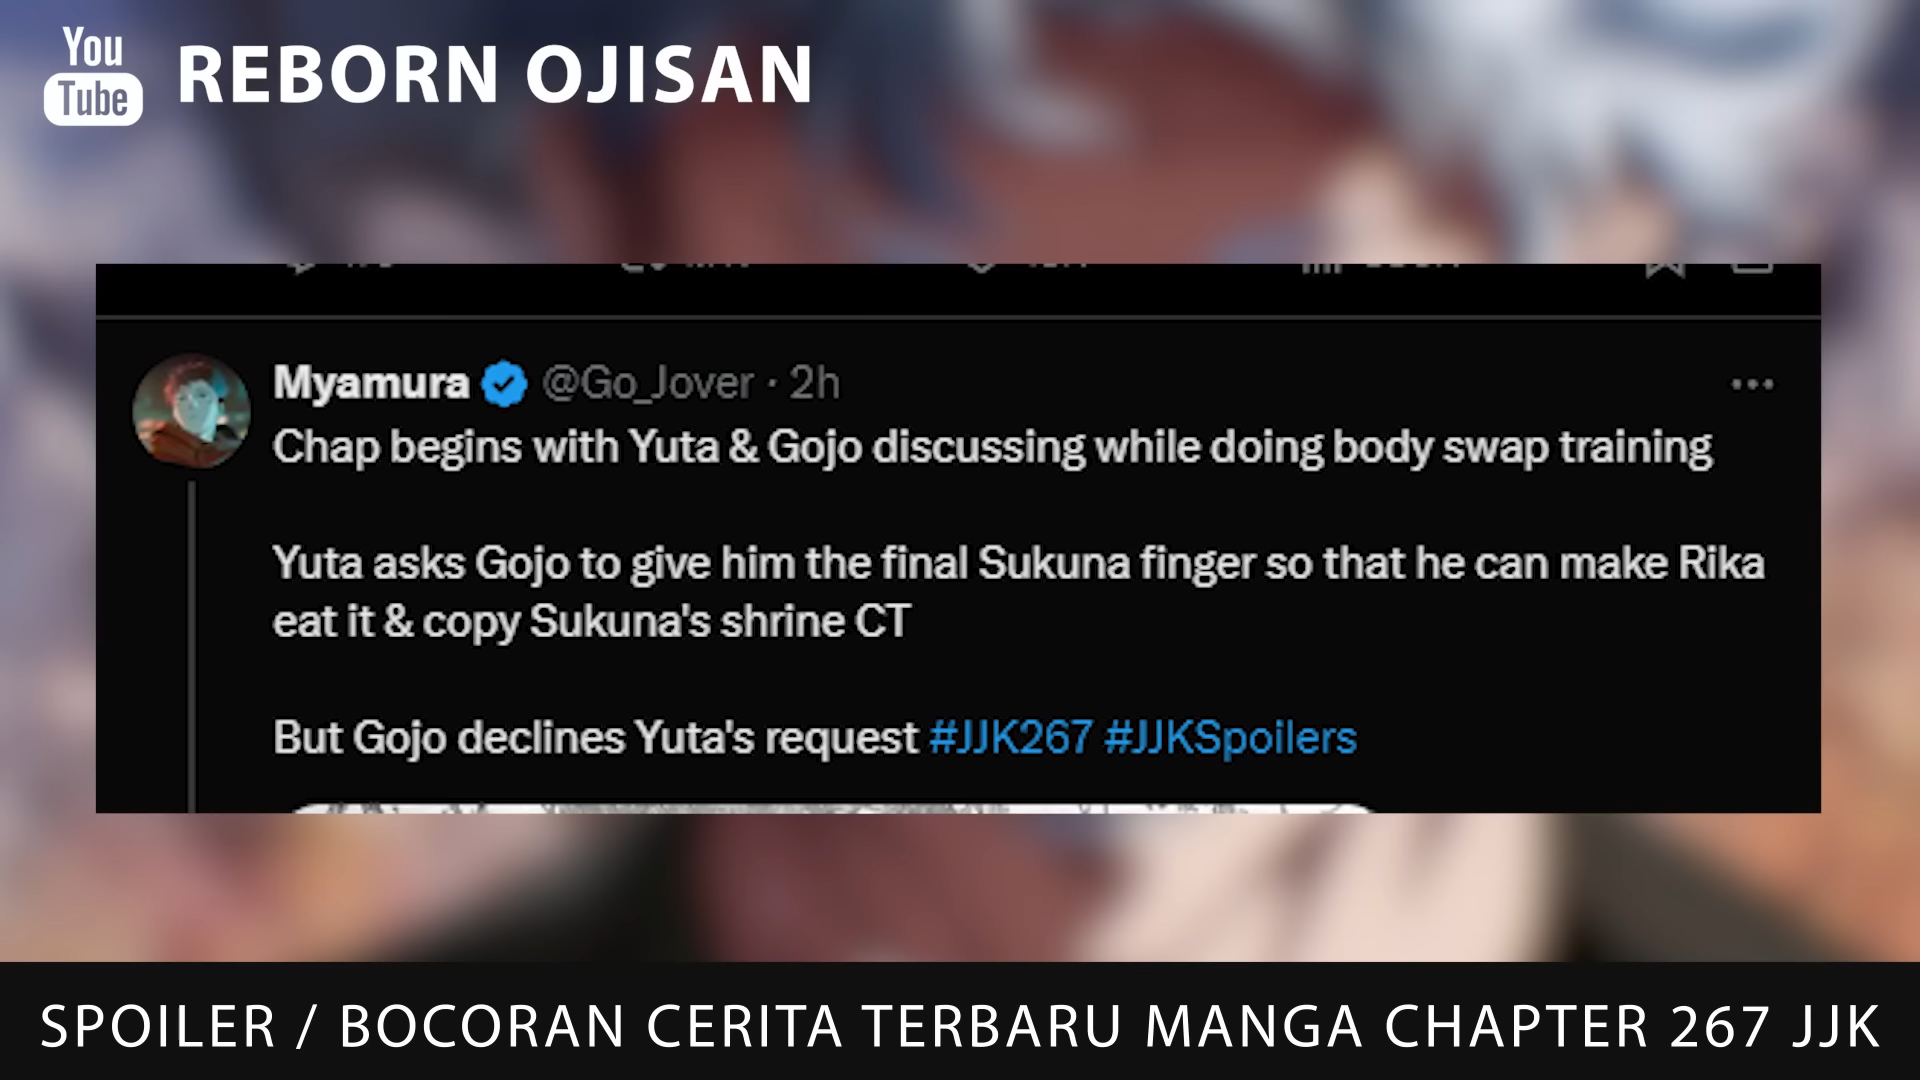 You
Tube
REBORN OJISAN
Myamura @Go_Jover · 2h
Chap begins with Yuta & Gojo discussing while doing body swap training
Yuta asks Gojo to give him the final Sukuna finger so that he can make Rika
eat it & copy Sukuna's shrine CT
But Gojo declines Yuta's request #JJK267 #JJKSpoilers
SPOILER / BOCORAN CERITA TERBARU MANGA CHAPTER 267 JJK